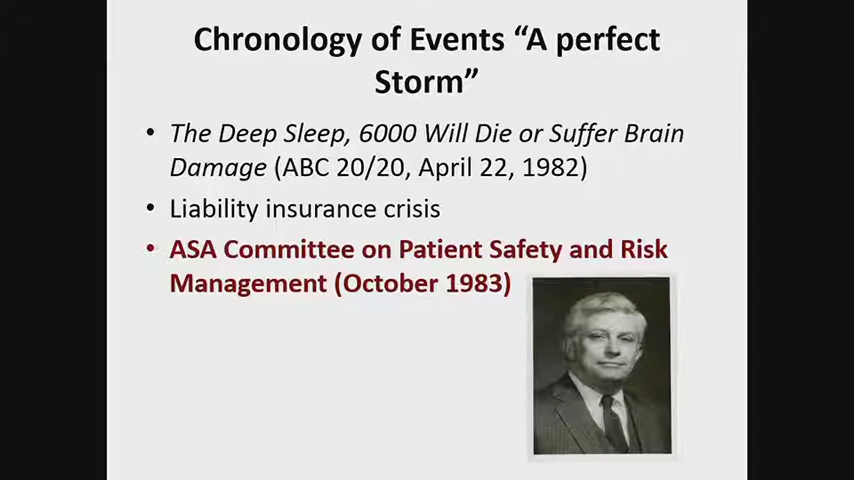 Chronology of Events “A perfect
Storm”
• The Deep Sleep, 6000 Will Die or Suffer Brain
Damage (ABC 20/20, April 22, 1982)
• Liability insurance crisis
• ASA Committee on Patient Safety and Risk
Management (October 1983)